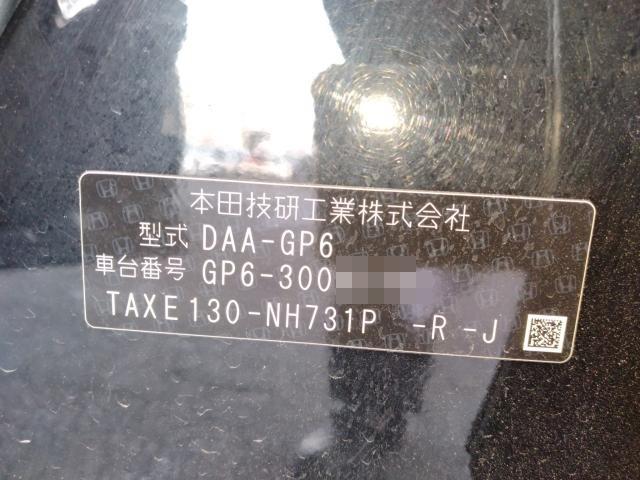 本田技研工業株式会社
型式 DAA-GP6
車台番号 GP6-300
TAXE130-NH731P -R -J